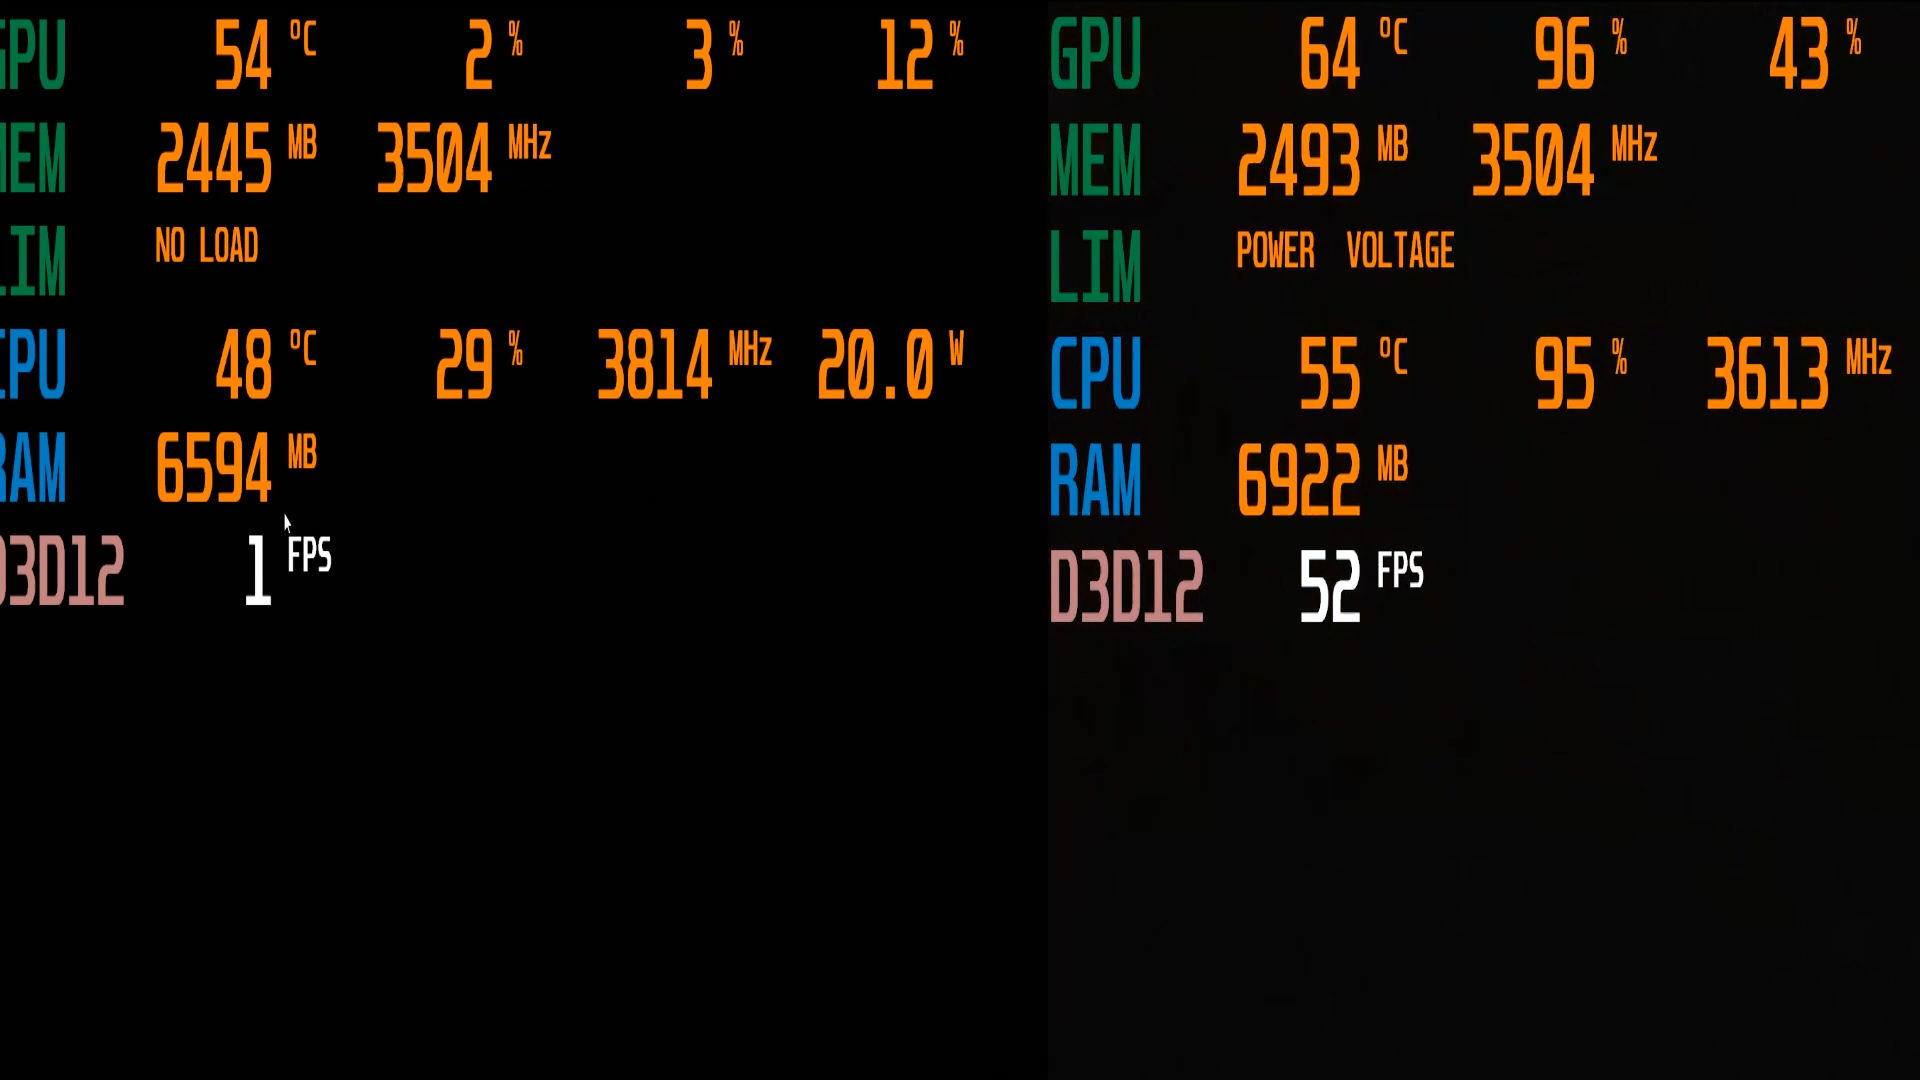 GPU 54 °C 2 % 3 % 12 %
MEM 2445 MB 3504 MHz
LIM NO LOAD
CPU 48 °C 29 % 3814 MHz 20.0 W
RAM 6594 MB
D3D12 1 FPS
GPU 64 °C 96 % 43 %
MEM 2493 MB 3504 MHz
LIM POWER VOLTAGE
CPU 55 °C 95 % 3613 MHz
RAM 6922 MB
D3D12 52 FPS